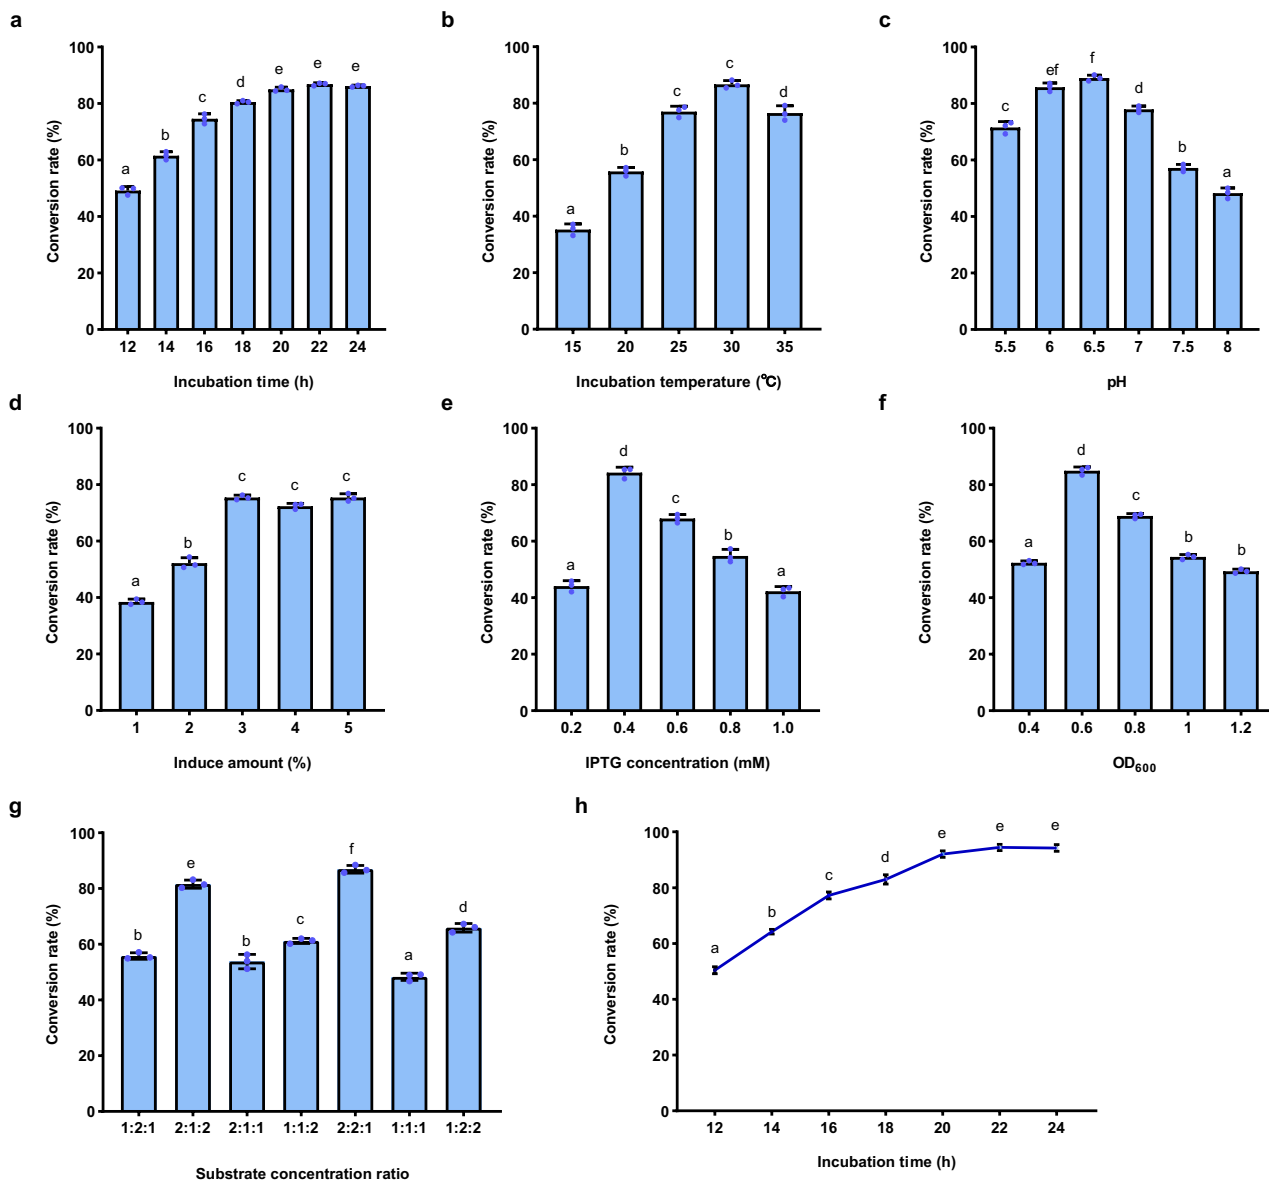 a
b
c
100
80
60
40
20
0
Conversion rate (%)
a
b
c
d
e
e
e
12 14 16 18 20 22 24
Incubation time (h)
100
80
60
40
20
0
Conversion rate (%)
a
b
c
c
d
15 20 25 30 35
Incubation temperature (℃)
100
80
60
40
20
0
Conversion rate (%)
c
ef
f
d
b
a
5.5 6 6.5 7 7.5 8
pH
d
e
f
100
80
60
40
20
0
Conversion rate (%)
a
b
c
c
c
1 2 3 4 5
Induce amount (%)
100
80
60
40
20
0
Conversion rate (%)
a
d
c
b
a
0.2 0.4 0.6 0.8 1.0
IPTG concentration (mM)
100
80
60
40
20
0
Conversion rate (%)
a
d
c
b
b
0.4 0.6 0.8 1 1.2
OD600
g
h
100
80
60
40
20
0
Conversion rate (%)
b
e
b
c
f
a
d
1:2:1 2:1:2 2:1:1 1:1:2 2:2:1 1:1:1 1:2:2
Substrate concentration ratio
100
80
60
40
20
0
Conversion rate (%)
a
b
c
d
e
e
e
12 14 16 18 20 22 24
Incubation time (h)